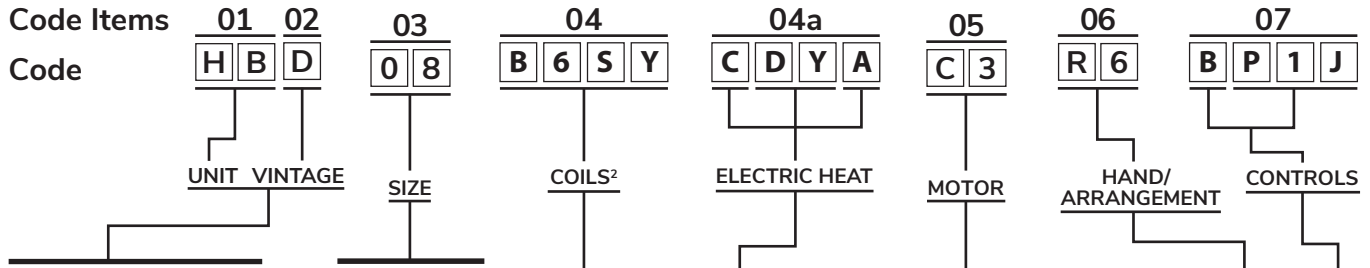 Code Items 01 02 03 04 04a 05 06 07
Code H B D 0 8 B 6 S Y C D Y A C 3 R 6 B P 1 J
UNIT VINTAGE SIZE COILS² ELECTRIC HEAT MOTOR HAND/ CONTROLS
ARRANGEMENT